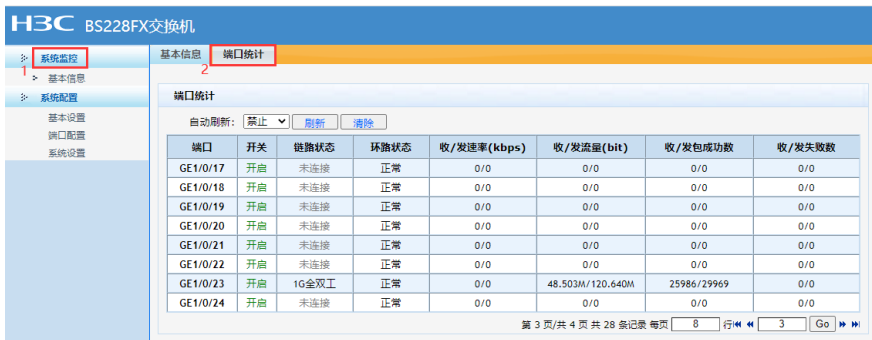 H3C BS228FX交换机
系统监控
1
基本信息
系统配置
基本设置
端口配置
系统设置
基本信息 端口统计
2
端口统计
自动刷新: 禁止 刷新 清除
端口 开关 链路状态 环路状态 收/发速率(kbps) 收/发流量(bit) 收/发包成功数 收/发失败数
GE1/0/17 开启 未连接 正常 0/0 0/0 0/0 0/0
GE1/0/18 开启 未连接 正常 0/0 0/0 0/0 0/0
GE1/0/19 开启 未连接 正常 0/0 0/0 0/0 0/0
GE1/0/20 开启 未连接 正常 0/0 0/0 0/0 0/0
GE1/0/21 开启 未连接 正常 0/0 0/0 0/0 0/0
GE1/0/22 开启 未连接 正常 0/0 0/0 0/0 0/0
GE1/0/23 开启 1G全双工 正常 0/0 48.503M/120.640M 25986/29969 0/0
GE1/0/24 开启 未连接 正常 0/0 0/0 0/0 0/0
第 3 页/共 4 页 共 28 条记录 每页 8 行 3 Go